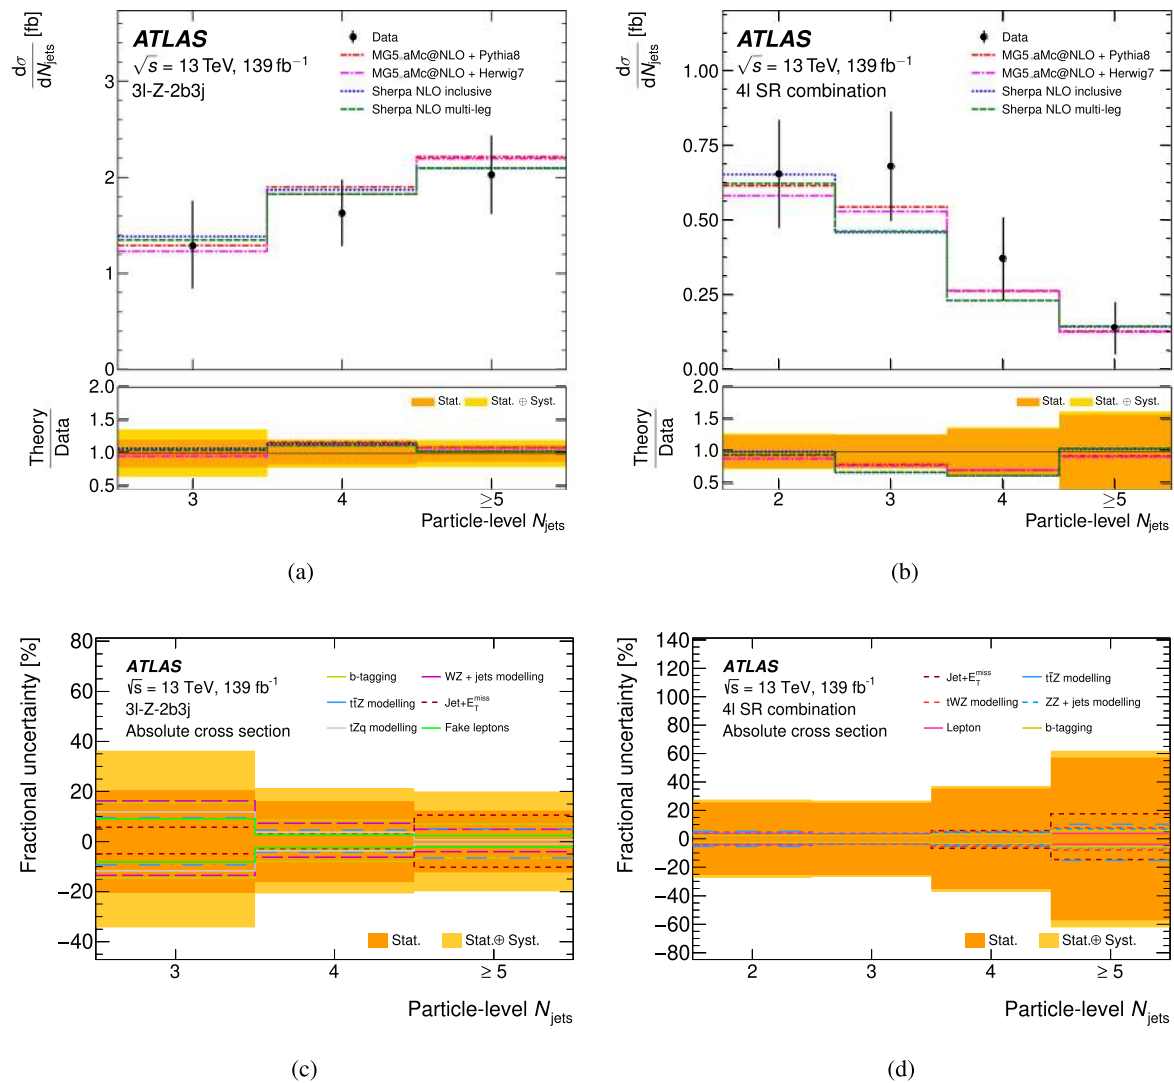 dσ
dN_jets [fb]
ATLAS
√s = 13 TeV, 139 fb⁻¹
3l-Z-2b3j
Data
MG5_aMc@NLO + Pythia8
MG5_aMc@NLO + Herwig7
Sherpa NLO inclusive
Sherpa NLO multi-leg
3
2
1
0
Theory
Data
2.0
1.5
1.0
0.5
Stat. Stat. ⊕ Syst.
3 4 ≥5
Particle-level N_jets
(a)
dσ
dN_jets [fb]
ATLAS
√s = 13 TeV, 139 fb⁻¹
4l SR combination
Data
MG5_aMc@NLO + Pythia8
MG5_aMc@NLO + Herwig7
Sherpa NLO inclusive
Sherpa NLO multi-leg
1.00
0.75
0.50
0.25
0.00
Theory
Data
2.0
1.5
1.0
0.5
Stat. Stat. ⊕ Syst.
2 3 4 ≥5
Particle-level N_jets
(b)
Fractional uncertainty [%]
80
60
40
20
0
−20
−40
ATLAS
√s = 13 TeV, 139 fb⁻¹
3l-Z-2b3j
Absolute cross section
b-tagging WZ + jets modelling
tt̄Z modelling Jet+E_T^miss
tZq modelling Fake leptons
Stat. Stat.⊕ Syst.
3 4 ≥ 5
Particle-level N_jets
(c)
Fractional uncertainty [%]
140
120
100
80
60
40
20
0
−20
−40
−60
−80
ATLAS
√s = 13 TeV, 139 fb⁻¹
4l SR combination
Absolute cross section
Jet+E_T^miss tt̄Z modelling
tWZ modelling ZZ + jets modelling
Lepton b-tagging
Stat. Stat.⊕ Syst.
2 3 4 ≥ 5
Particle-level N_jets
(d)